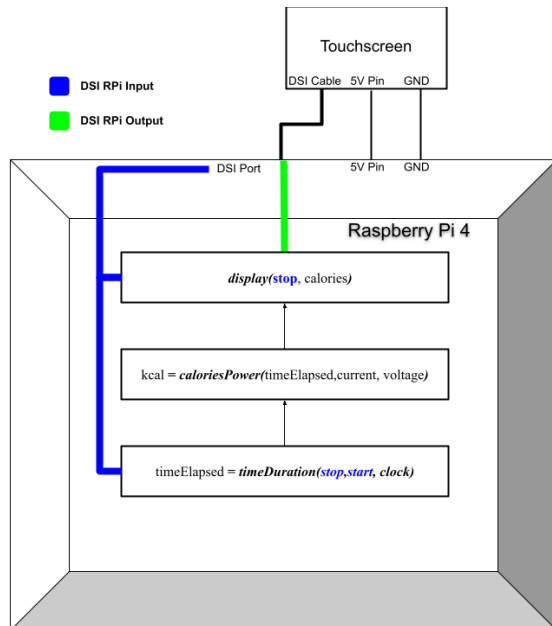 Touchscreen
DSI Cable 5V Pin GND
DSI RPi Input
DSI RPi Output
DSI Port 5V Pin GND
Raspberry Pi 4
display(stop, calories)
kcal = caloriesPower(timeElapsed,current, voltage)
timeElapsed = timeDuration(stop,start, clock)